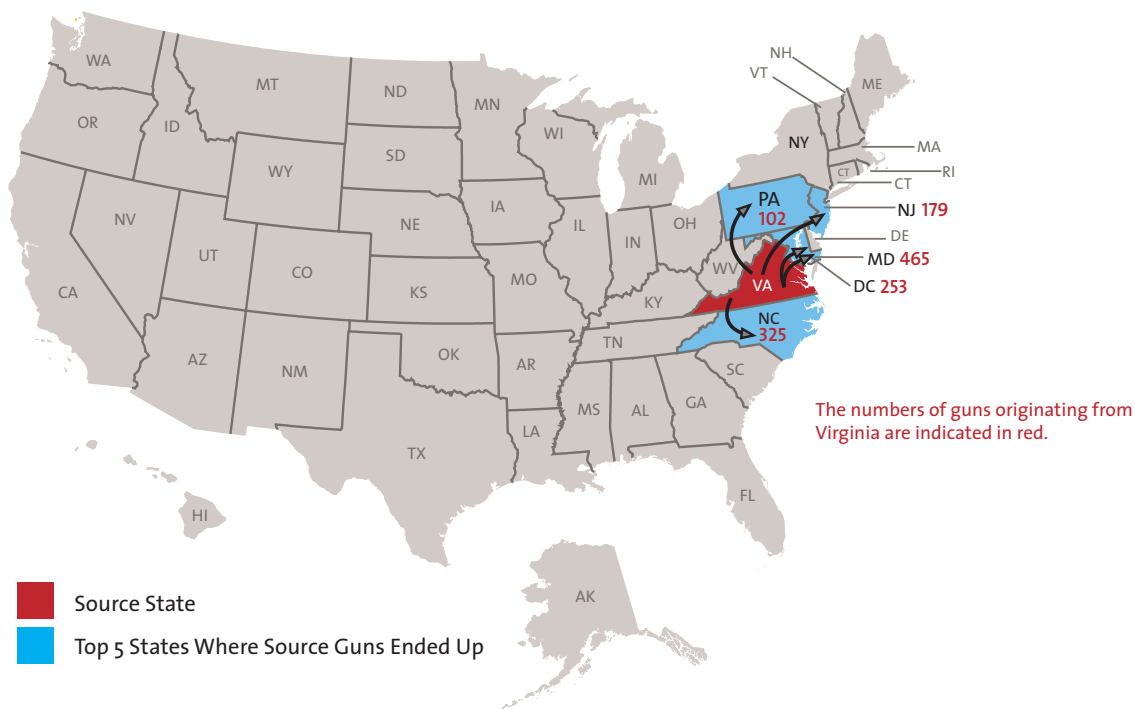 NH
VT
ME
WA
MT
ND
MN
OR
ID
WI
SD
NY
MA
WY
MI
CT
RI
CT
PA
102
NJ 179
IA
NE
NV
OH
DE
IL
IN
UT
CO
WV
MD 465
MO
VA
DC 253
CA
KS
KY
NC
325
TN
OK
AZ
NM
AR
SC
MS
AL
GA
The numbers of guns originating from
Virginia are indicated in red.
LA
TX
FL
HI
AK
Source State
Top 5 States Where Source Guns Ended Up